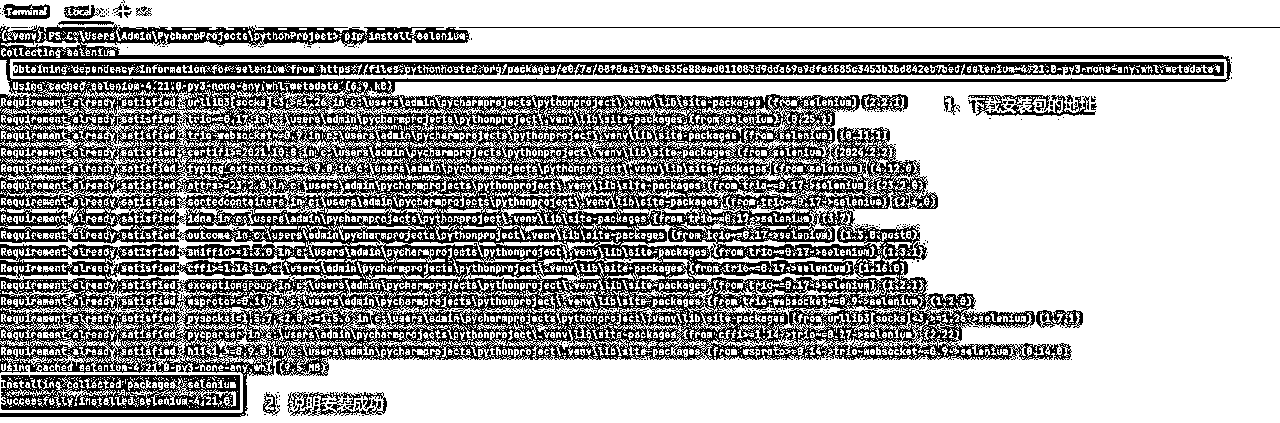 Terminal Local
(.venv) PS C:\Users\Admin\PycharmProjects\pythonProject> pip install selenium
Collecting selenium
Obtaining dependency information for selenium from
Using cached selenium-4.21.0-py3-none-any.whl.metadata (6.9 kB)
Requirement already satisfied: urllib3[socks]<3,>=1.26 in c:\users\admin\pycharmprojects\pythonproject\.venv\lib\site-packages (from selenium) (2.2.1)
Requirement already satisfied: trio~=0.17 in c:\users\admin\pycharmprojects\pythonproject\.venv\lib\site-packages (from selenium) (0.25.1)
Requirement already satisfied: trio-websocket~=0.9 in c:\users\admin\pycharmprojects\pythonproject\.venv\lib\site-packages (from selenium) (0.11.1)
Requirement already satisfied: certifi>=2021.10.8 in c:\users\admin\pycharmprojects\pythonproject\.venv\lib\site-packages (from selenium)
Requirement already satisfied: typing_extensions>=4.9.0 in c:\users\admin\pycharmprojects\pythonproject\.venv\lib\site-packages (from selenium) (4.12.0)
Requirement already satisfied: attrs>=23.2.0 in c:\users\admin\pycharmprojects\pythonproject\.venv\lib\site-packages (from trio~=0.17->selenium) (23.2.0)
Requirement already satisfied: sortedcontainers in c:\users\admin\pycharmprojects\pythonproject\.venv\lib\site-packages (from trio~=0.17->selenium) (2.4.0)
Requirement already satisfied: idna in c:\users\admin\pycharmprojects\pythonproject\.venv\lib\site-packages (from trio~=0.17->selenium) (3.7)
Requirement already satisfied: outcome in c:\users\admin\pycharmprojects\pythonproject\.venv\lib\site-packages (from trio~=0.17->selenium) (1.3.0.post0)
Requirement already satisfied: sniffio>=1.3.0 in c:\users\admin\pycharmprojects\pythonproject\.venv\lib\site-packages (from trio~=0.17->selenium) (1.3.1)
Requirement already satisfied: cffi>=1.14 in c:\users\admin\pycharmprojects\pythonproject\.venv\lib\site-packages (from trio~=0.17->selenium) (1.16.0)
Requirement already satisfied: exceptiongroup in c:\users\admin\pycharmprojects\pythonproject\.venv\lib\site-packages (from trio~=0.17->selenium) (1.2.1)
Requirement already satisfied: wsproto>=0.14 in c:\users\admin\pycharmprojects\pythonproject\.venv\lib\site-packages (from trio-websocket~=0.9->selenium) (1.2.0)
Requirement already satisfied: pysocks!=1.5.7,<2.0,>=1.5.6 in c:\users\admin\pycharmprojects\pythonproject\.venv\lib\site-packages (from urllib3[socks]<3,>=1.26->selenium) (1.7.1)
Requirement already satisfied: pycparser in c:\users\admin\pycharmprojects\pythonproject\.venv\lib\site-packages (from cffi>=1.14->trio~=0.17->selenium) (2.22)
Requirement already satisfied: h11<1,>=0.9.0 in c:\users\admin\pycharmprojects\pythonproject\.venv\lib\site-packages (from wsproto>=0.14->trio-websocket~=0.9->selenium) (0.14.0)
Using cached selenium-4.21.0-py3-none-any.whl (9.5 MB)
Installing collected packages: selenium
Successfully installed selenium-4.21.0
1、下载安装包的地址
2、说明安装成功